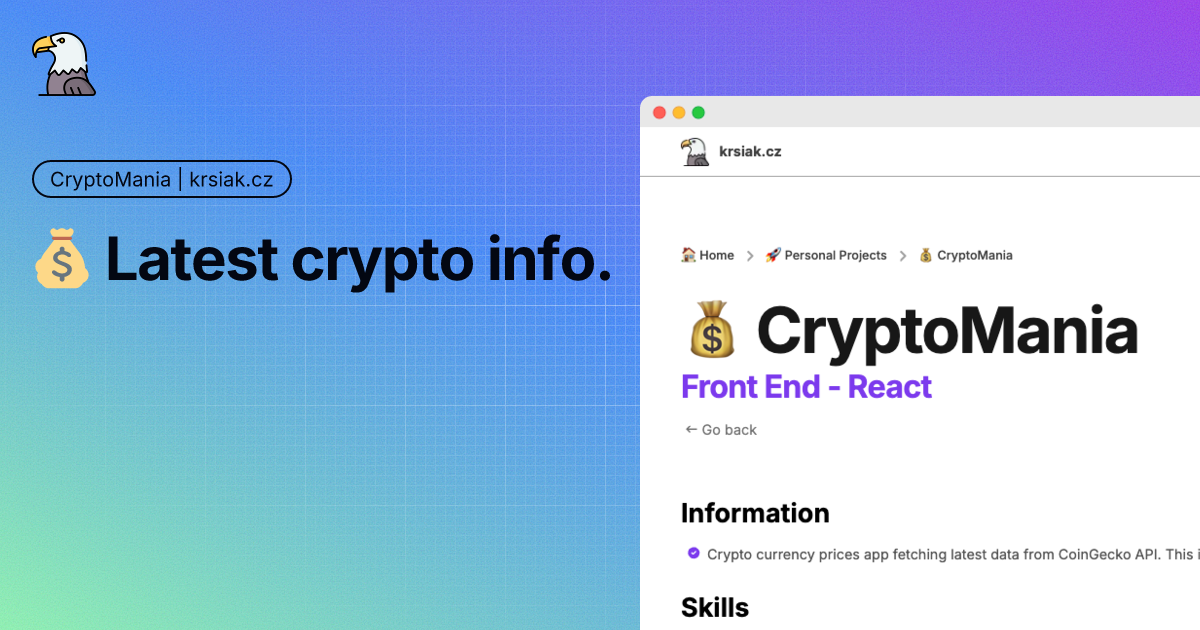 CryptoMania | krsiak.cz
💰 Latest crypto info.
krsiak.cz
🏠 Home > 🚀 Personal Projects > 💰 CryptoMania
💰 CryptoMania
Front End - React
← Go back
Information
Crypto currency prices app fetching latest data from CoinGecko API. This i
Skills